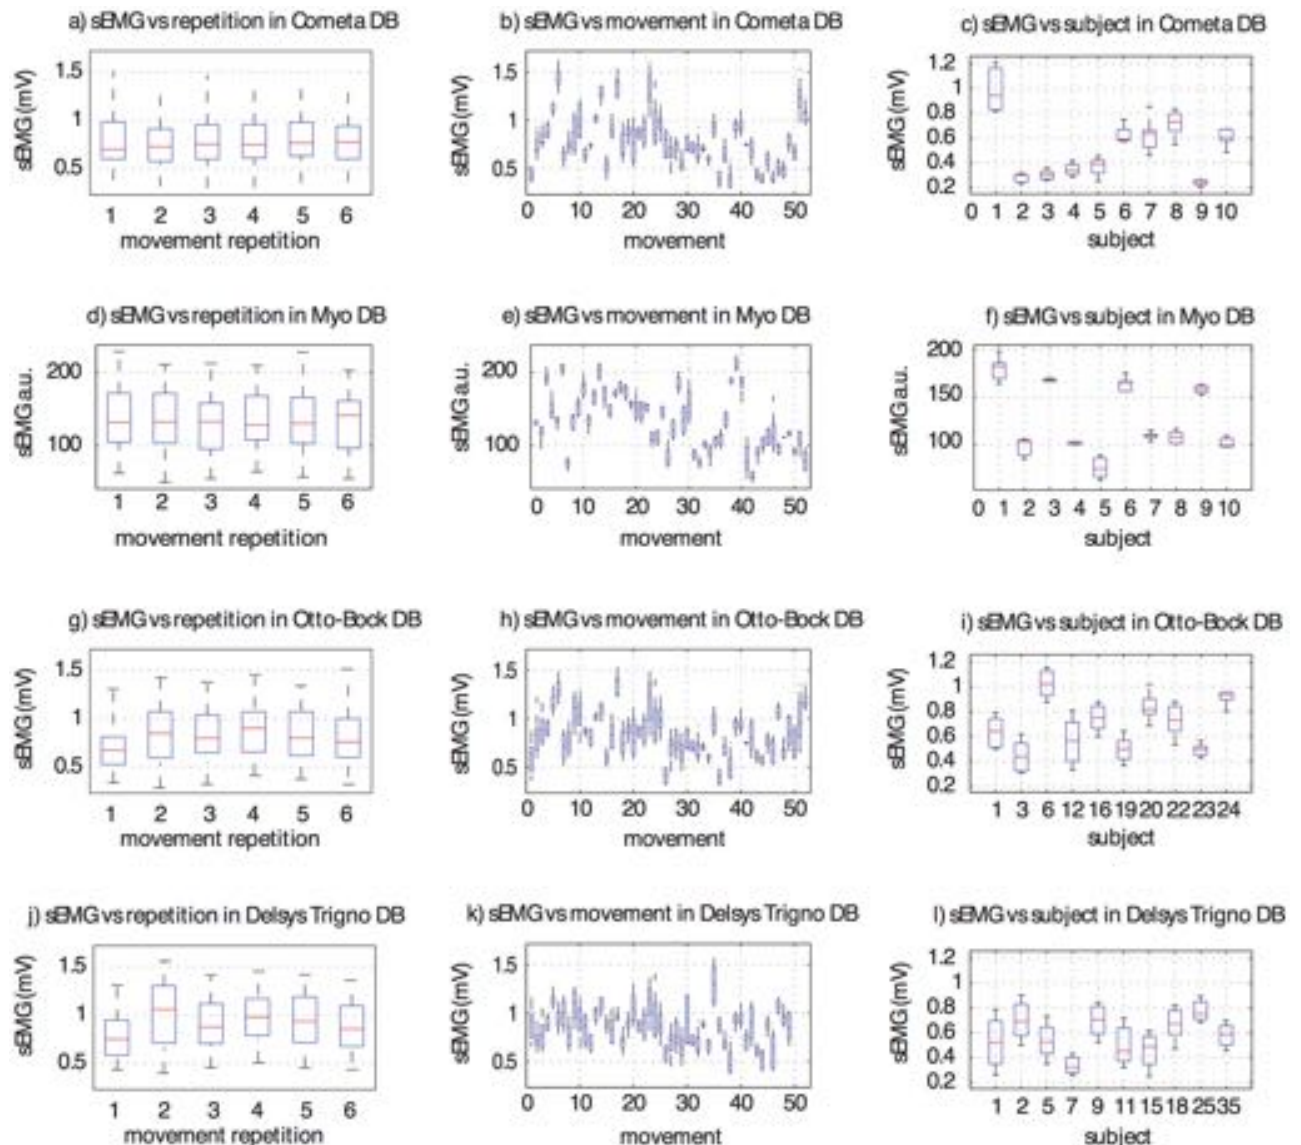 a) sEMG vs repetition in Cometa DB
sEMG (mV)
1.5
1
0.5
1 2 3 4 5 6
movement repetition
b) sEMG vs movement in Cometa DB
sEMG (mV)
1.5
1
0.5
0 10 20 30 40 50
movement
c) sEMG vs subject in Cometa DB
sEMG (mV)
1.2
1
0.8
0.6
0.4
0.2
0 1 2 3 4 5 6 7 8 9 10
subject
d) sEMG vs repetition in Myo DB
sEMG a.u.
200
100
1 2 3 4 5 6
movement repetition
e) sEMG vs movement in Myo DB
sEMG a.u.
200
100
0 10 20 30 40 50
movement
f) sEMG vs subject in Myo DB
sEMG a.u.
200
150
100
0 1 2 3 4 5 6 7 8 9 10
subject
g) sEMG vs repetition in Otto-Bock DB
sEMG (mV)
1.5
1
0.5
1 2 3 4 5 6
movement repetition
h) sEMG vs movement in Otto-Bock DB
sEMG (mV)
1.5
1
0.5
0 10 20 30 40 50
movement
i) sEMG vs subject in Otto-Bock DB
sEMG (mV)
1.2
1
0.8
0.6
0.4
0.2
1 3 6 12 16 19 20 22 23 24
subject
j) sEMG vs repetition in Delsys Trigno DB
sEMG (mV)
1.5
1
0.5
1 2 3 4 5 6
movement repetition
k) sEMG vs movement in Delsys Trigno DB
sEMG (mV)
1.5
1
0.5
0 10 20 30 40 50
movement
l) sEMG vs subject in Delsys Trigno DB
sEMG (mV)
1.2
1
0.8
0.6
0.4
0.2
1 2 5 7 9 11 15 18 25 35
subject